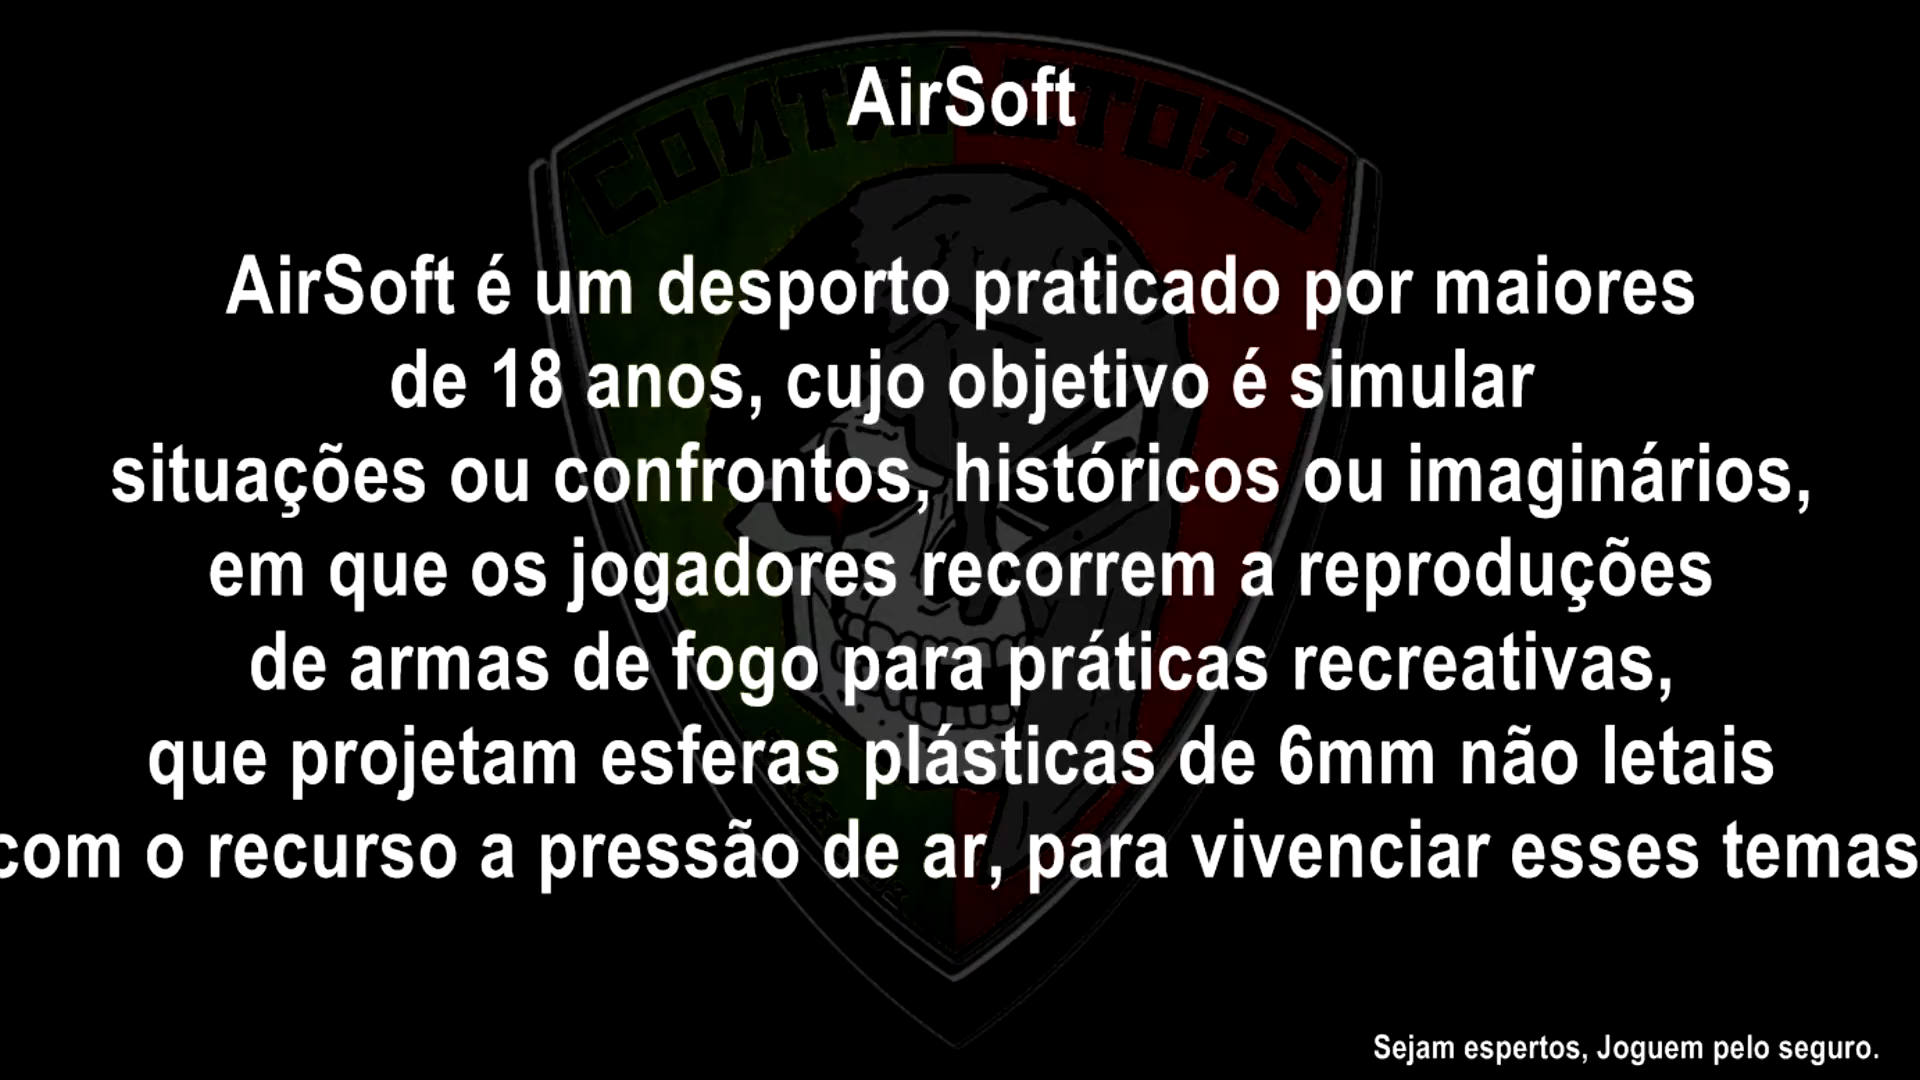 AirSoft
CONTRACTORS
AirSoft é um desporto praticado por maiores
de 18 anos, cujo objetivo é simular
situações ou confrontos, históricos ou imaginários,
em que os jogadores recorrem a reproduções
de armas de fogo para práticas recreativas,
que projetam esferas plásticas de 6mm não letais
com o recurso a pressão de ar, para vivenciar esses temas
Sejam espertos, Joguem pelo seguro.